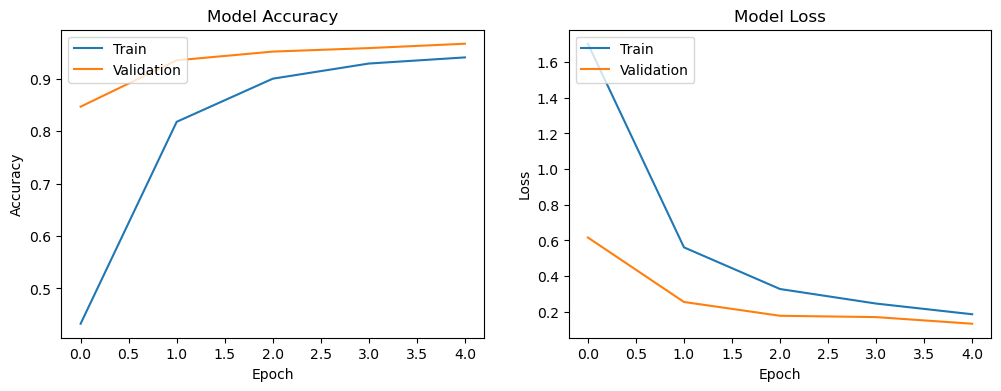 Model Accuracy
Train
Validation
0.9
0.8
0.7
0.6
0.5
Accuracy
0.0 0.5 1.0 1.5 2.0 2.5 3.0 3.5 4.0
Epoch
Model Loss
Train
Validation
1.6
1.4
1.2
1.0
0.8
0.6
0.4
0.2
Loss
0.0 0.5 1.0 1.5 2.0 2.5 3.0 3.5 4.0
Epoch